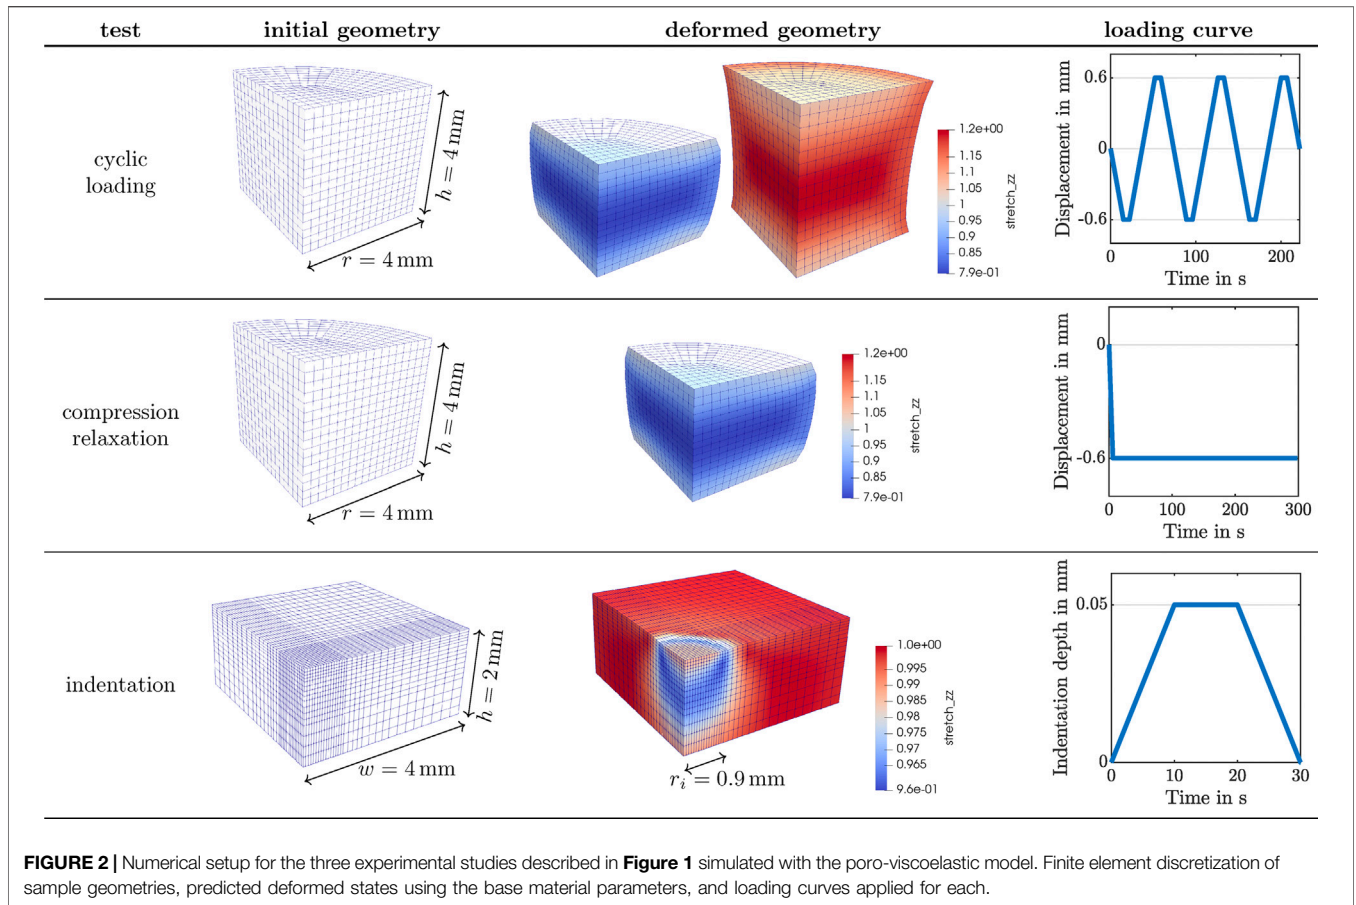 test initial geometry deformed geometry loading curve
cyclic
loading
h = 4 mm
r = 4 mm
1.2e+00
1.15
1.1
1.05
1
0.95
0.9
0.85
7.9e-01
stretch_zz
Displacement in mm
0.6
0
-0.6
0 100 200
Time in s
compression
relaxation
h = 4 mm
r = 4 mm
1.2e+00
1.15
1.1
1.05
1
0.95
0.9
0.85
7.9e-01
stretch_zz
Displacement in mm
0
-0.6
0 100 200 300
Time in s
indentation
h = 2 mm
w = 4 mm
r_i = 0.9 mm
1.0e+00
0.995
0.99
0.985
0.98
0.975
0.97
0.965
9.6e-01
stretch_zz
Indentation depth in mm
0.05
0
0 10 20 30
Time in s
FIGURE 2 | Numerical setup for the three experimental studies described in Figure 1 simulated with the poro-viscoelastic model. Finite element discretization of
sample geometries, predicted deformed states using the base material parameters, and loading curves applied for each.